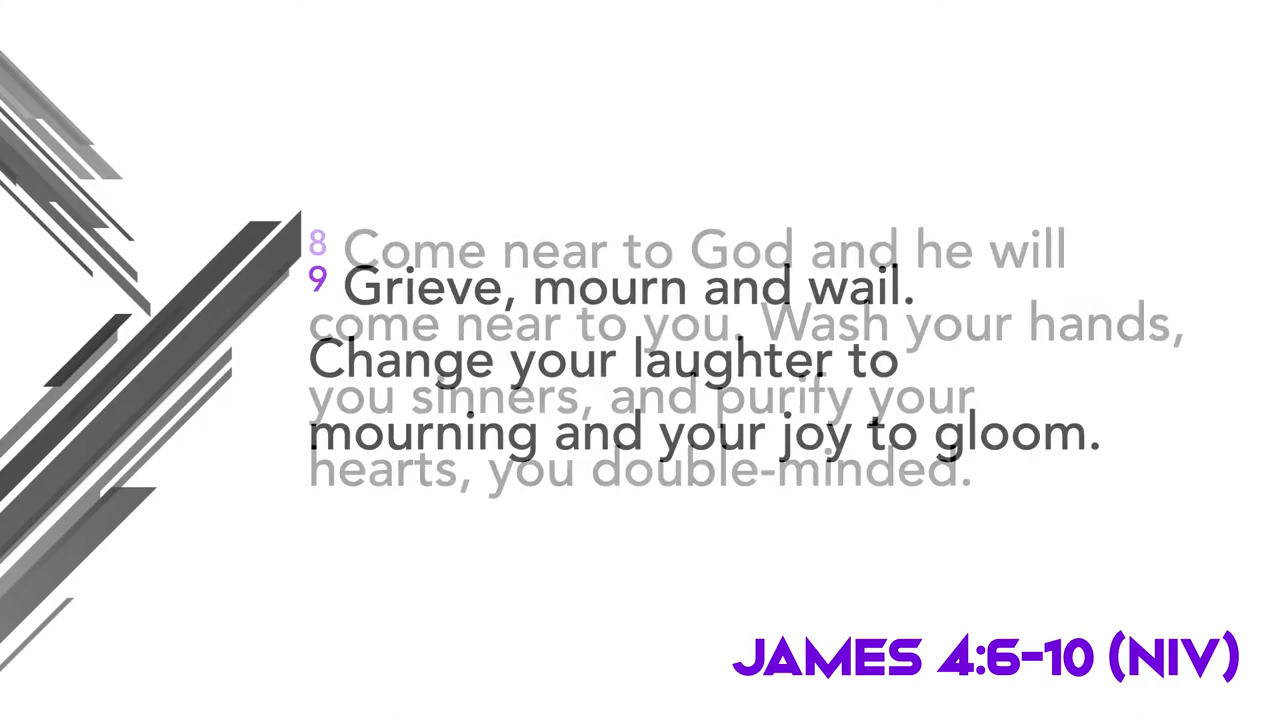 8 Come near to God and he will
come near to you. Wash your hands,
you sinners, and purify your
hearts, you double-minded.
9 Grieve, mourn and wail.
Change your laughter to
mourning and your joy to gloom.
JAMES 4:6-10 (NIV)